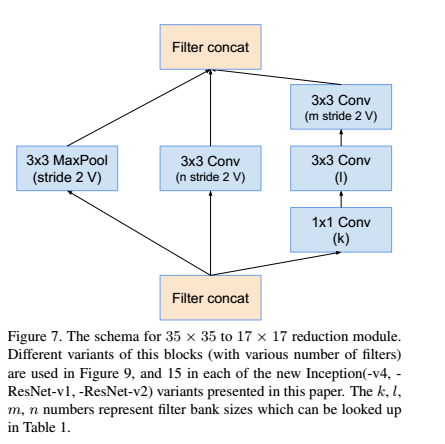 Filter concat
3x3 Conv
(m stride 2 V)
3x3 MaxPool
(stride 2 V)
3x3 Conv
(n stride 2 V)
3x3 Conv
(l)
1x1 Conv
(k)
Filter concat
Figure 7. The schema for 35 × 35 to 17 × 17 reduction module.
Different variants of this blocks (with various number of filters)
are used in Figure 9, and 15 in each of the new Inception(-v4, -
ResNet-v1, -ResNet-v2) variants presented in this paper. The k, l,
m, n numbers represent filter bank sizes which can be looked up
in Table 1.